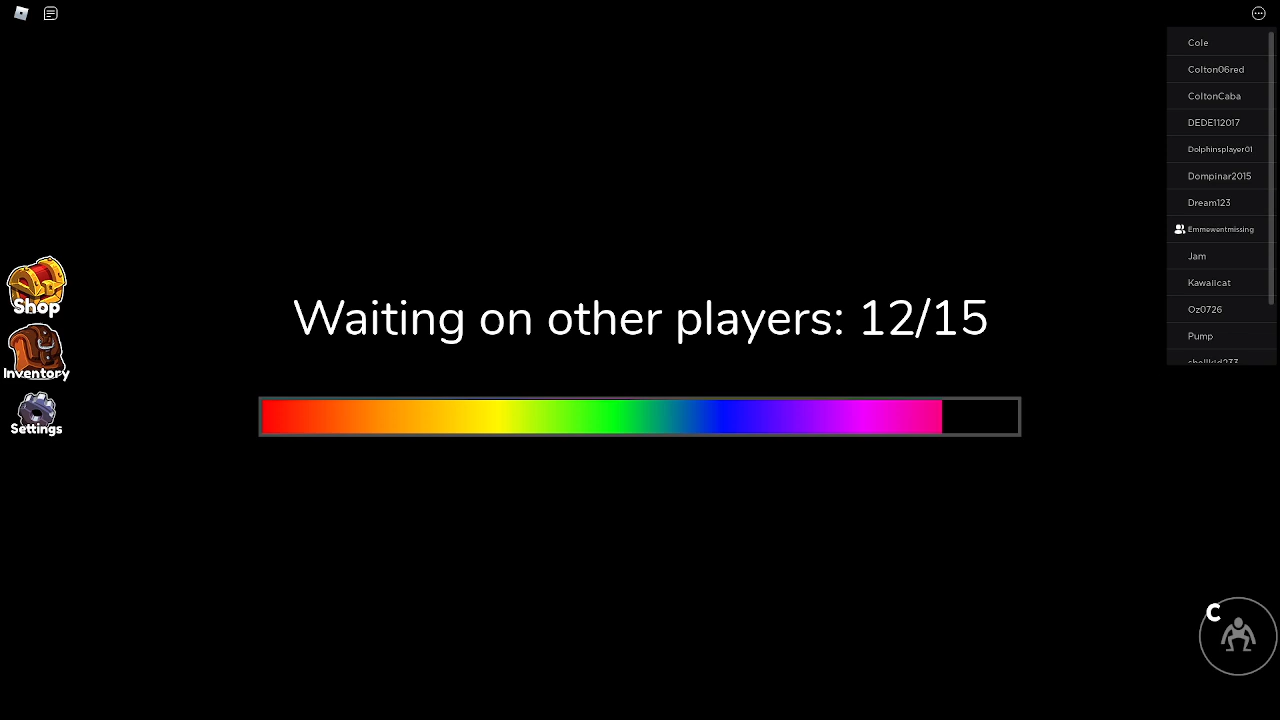 Cole
Colton06red
ColtonCaba
DEDE112017
Dolphinsplayer01
Dompinar2015
Dream123
Emmewentmissing
Jam
Kawaiicat
Oz0726
Pump
Shop
Inventory
Settings
Waiting on other players: 12/15
C